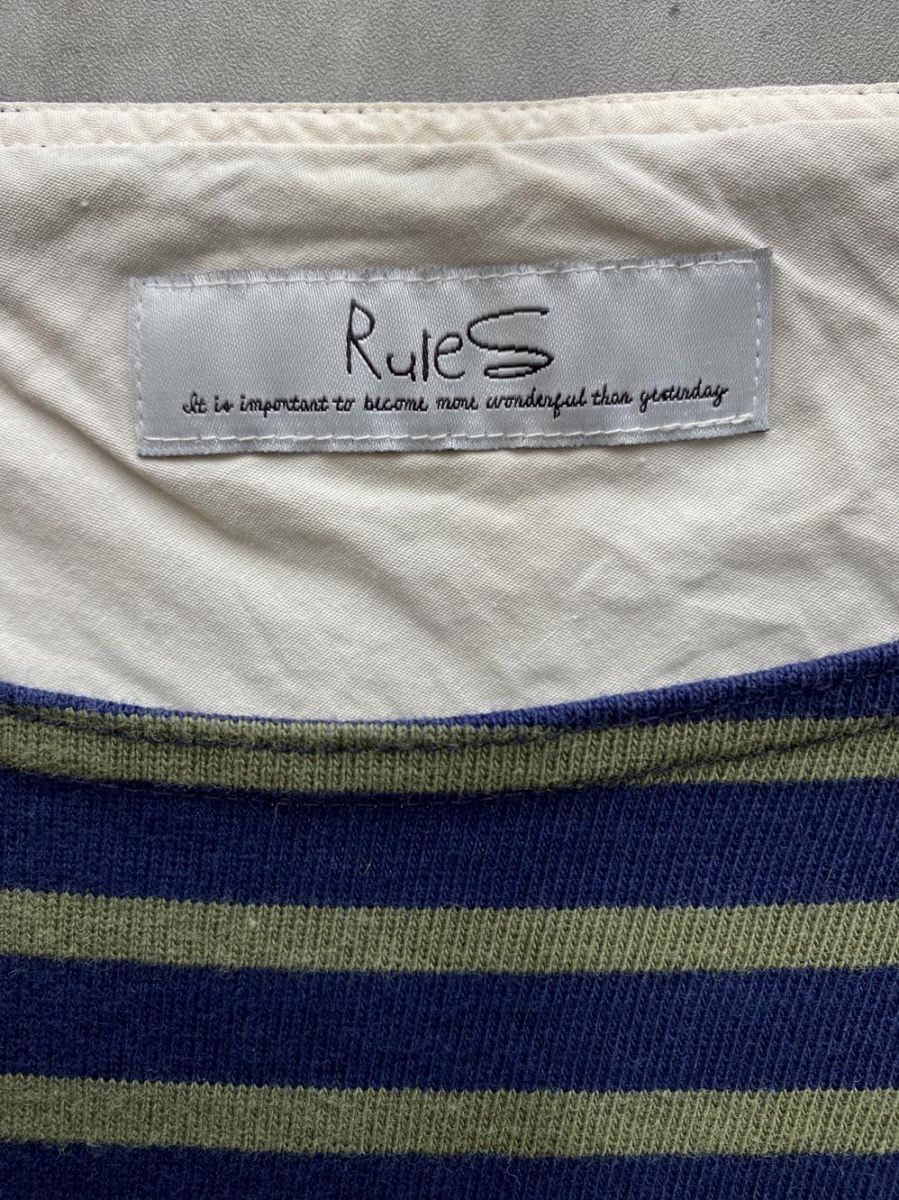 RuleS
It is important to become more wonderful than yesterday